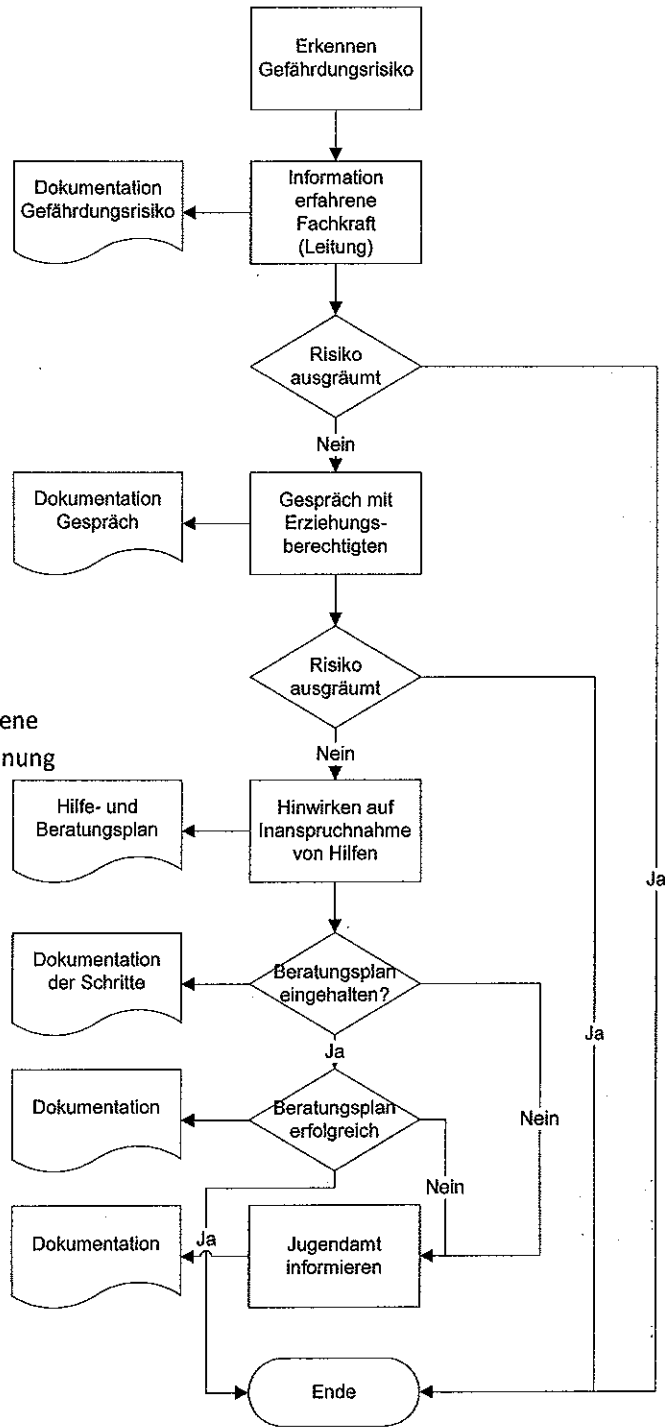 Erkennen
Gefährdungsrisiko
Dokumentation
Gefährdungsrisiko
Information
erfahrene
Fachkraft
(Leitung)
Risiko
ausgräumt
Nein
Dokumentation
Gespräch
Gespräch mit
Erziehungs-
berechtigten
Risiko
ausgräumt
ene
nung
Nein
Hilfe- und
Beratungsplan
Hinwirken auf
Inanspruchnahme
von Hilfen
Ja
Dokumentation
der Schritte
Beratungsplan
eingehalten?
Ja
Ja
Dokumentation
Beratungsplan
erfolgreich
Nein
Nein
Dokumentation
Ja
Jugendamt
informieren
Ende